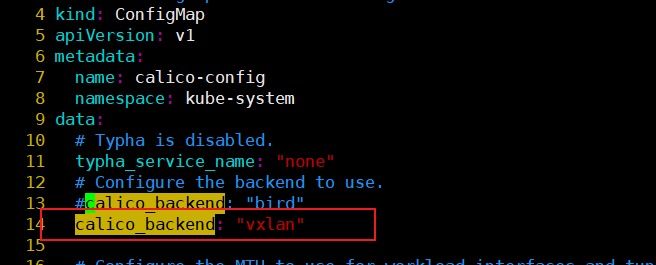 4 kind: ConfigMap
5 apiVersion: v1
6 metadata:
7   name: calico-config
8   namespace: kube-system
9 data:
10   # Typha is disabled.
11   typha_service_name: "none"
12   # Configure the backend to use.
13   #calico_backend: "bird"
14   calico_backend: "vxlan"
15